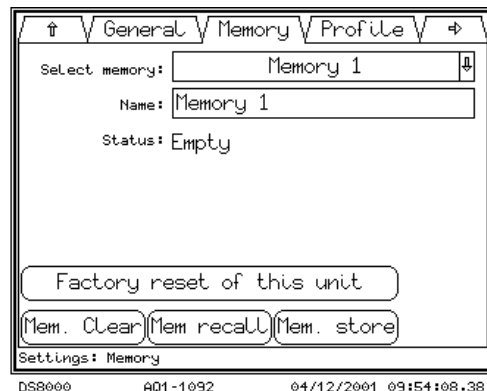 ⇑ General Memory Profile ⇒
Select memory: Memory 1 ⇓
Name: Memory 1
Status: Empty
Factory reset of this unit
Mem. Clear Mem recall Mem. store
Settings: Memory
DS8000 A01-1092 04/12/2001 09:54:08.38